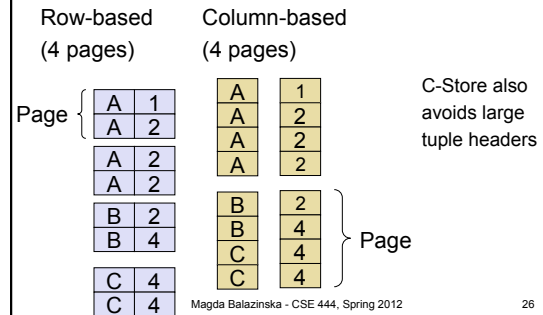 Row-based
(4 pages)
Column-based
(4 pages)
Page
A 1
A 2
A 2
A 2
B 2
B 4
C 4
C 4
A
A
A
A
B
B
C
C
1
2
2
2
2
4
4
4
Page
C-Store also
avoids large
tuple headers
Magda Balazinska - CSE 444, Spring 2012
26